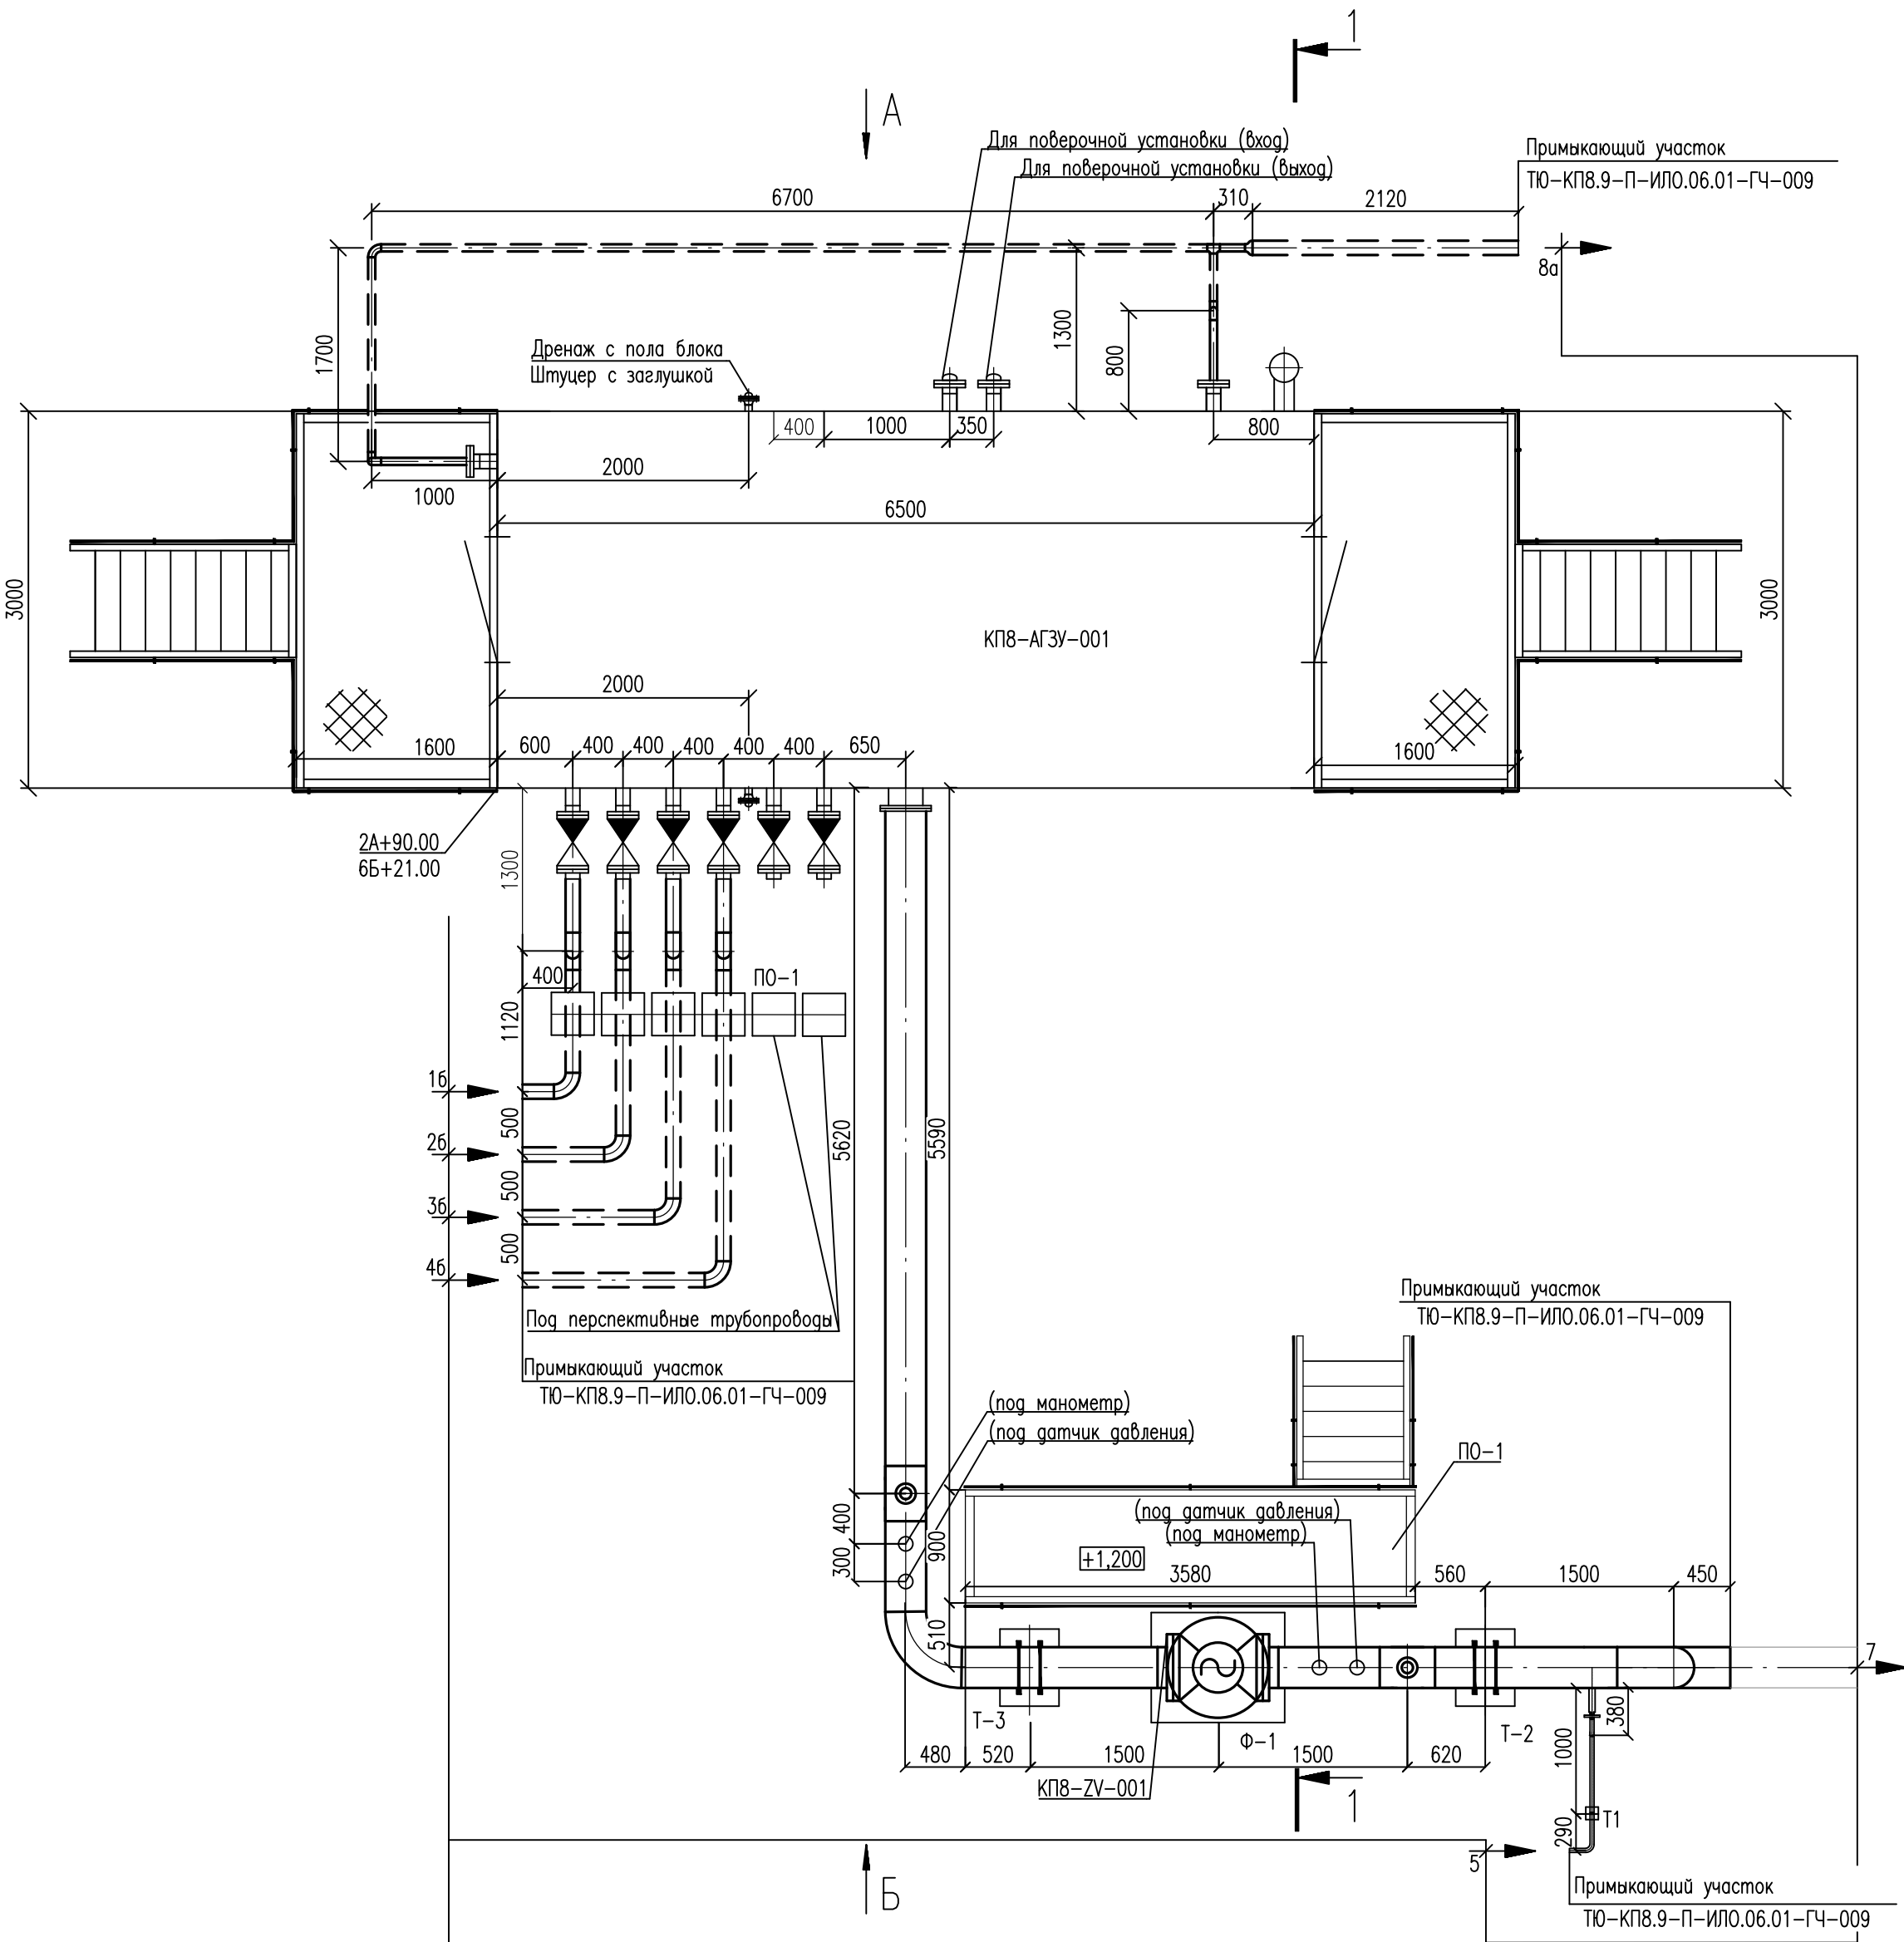 1
А
Для поверочной установки (вход)
Для поверочной установки (выход)
Примыкающий участок
ТЮ-КП8.9-П-ИЛО.06.01-ГЧ-009
6700
310
2120
8а
1700
1300
800
Дренаж с пола блока
Штуцер с заглушкой
400
1000
350
800
2000
1000
6500
3000
3000
КП8-АГЗУ-001
2000
1600
600
400
400
400
400
400
650
1600
2А+90.00
6Б+21.00
1300
400
ПО-1
1120
1б
500
2б
500
3б
500
4б
5620
5590
Под перспективные трубопроводы
Примыкающий участок
ТЮ-КП8.9-П-ИЛО.06.01-ГЧ-009
Примыкающий участок
ТЮ-КП8.9-П-ИЛО.06.01-ГЧ-009
(под манометр)
(под датчик давления)
ПО-1
(под датчик давления)
(под манометр)
400
300
900
+1,200
3580
560
1500
450
510
7
Т-3
Ф-1
Т-2
380
1000
480
520
1500
1500
620
КП8-ZV-001
1
Т1
290
5
Б
Примыкающий участок
ТЮ-КП8.9-П-ИЛО.06.01-ГЧ-009